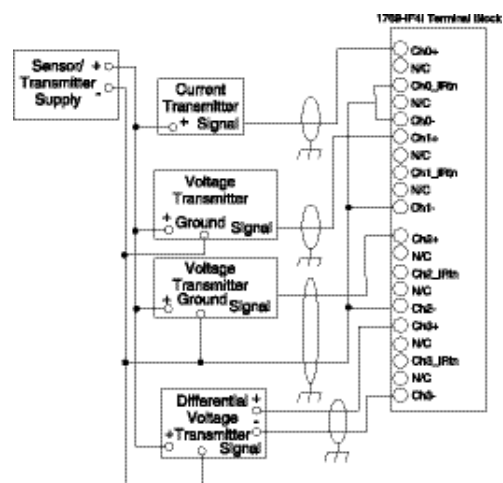 1769-IF4I Terminal Block
Sensor/
Transmitter
Supply
+
-
Current
Transmitter
+ Signal
Voltage
Transmitter
+
Ground
Signal
Voltage
Transmitter
+
Ground
Signal
Differential +
Voltage -
+ Transmitter
Signal
Ch0+
N/C
Ch0_iRtn
N/C
Ch0-
Ch1+
N/C
Ch1_iRtn
N/C
Ch1-
Ch2+
N/C
Ch2_iRtn
N/C
Ch2-
Ch3+
N/C
Ch3_iRtn
N/C
Ch3-